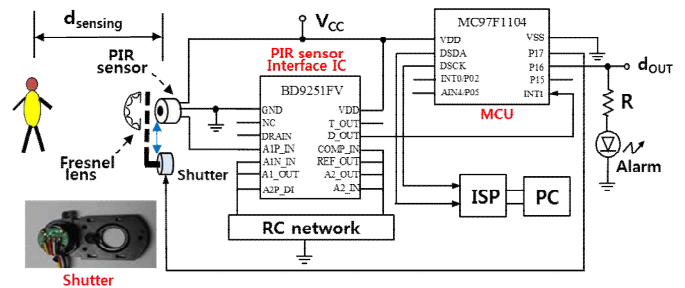 d_sensing
PIR
sensor
Fresnel
lens
Shutter
Shutter
V_CC
PIR sensor
Interface IC
BD9251FV
GND
NC
DRAIN
A1P_IN
A1N_IN
A1_OUT
A2P_DI
VDD
T_OUT
D_OUT
COMP_IN
REF_OUT
A2_OUT
A2_IN
RC network
MC97F1104
VDD
DSDA
DSCK
INT0/P02
AIN4/P05
VSS
P17
P16
P15
INT1
MCU
ISP
PC
d_OUT
R
Alarm